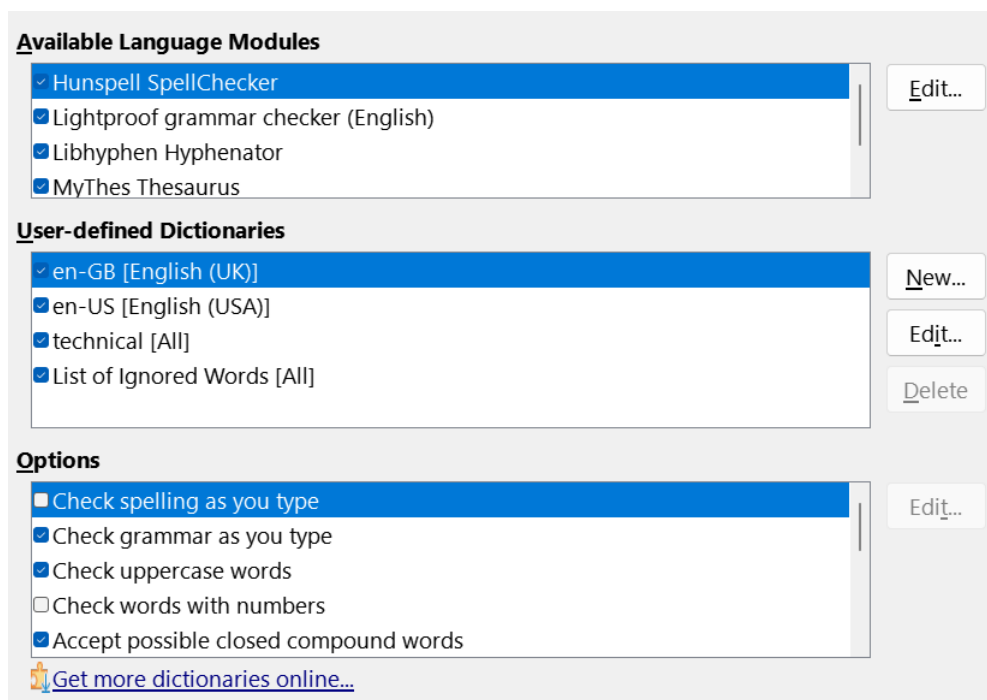 Available Language Modules
Hunspell SpellChecker
Edit...
Lightproof grammar checker (English)
Libhyphen Hyphenator
MyThes Thesaurus
User-defined Dictionaries
en-GB [English (UK)]
New...
en-US [English (USA)]
technical [All]
Edit...
List of Ignored Words [All]
Delete
Options
Check spelling as you type
Edit...
Check grammar as you type
Check uppercase words
Check words with numbers
Accept possible closed compound words
Get more dictionaries online...